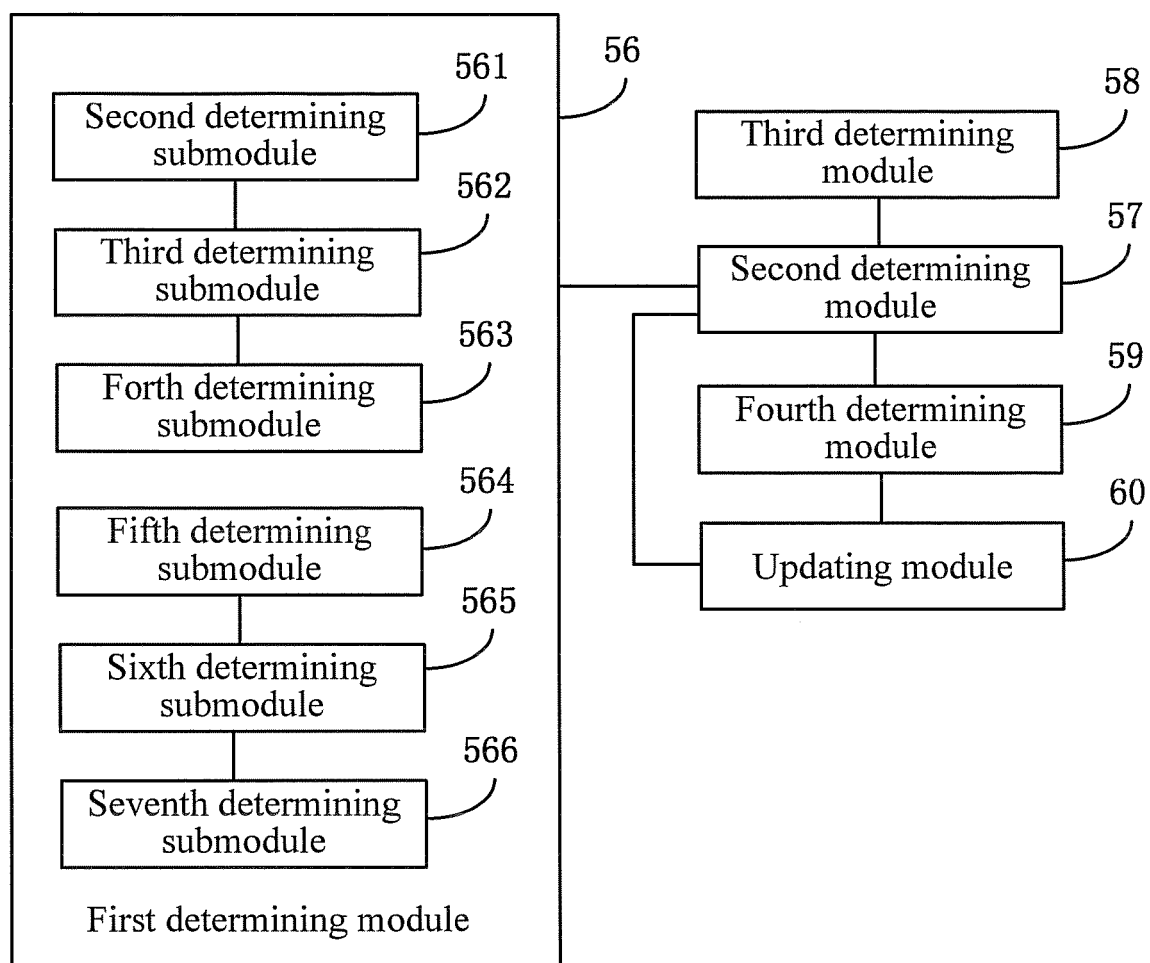 56
561
Second determining
submodule
562
Third determining
submodule
563
Forth determining
submodule
564
Fifth determining
submodule
565
Sixth determining
submodule
566
Seventh determining
submodule
First determining module
58
Third determining
module
57
Second determining
module
59
Fourth determining
module
60
Updating module